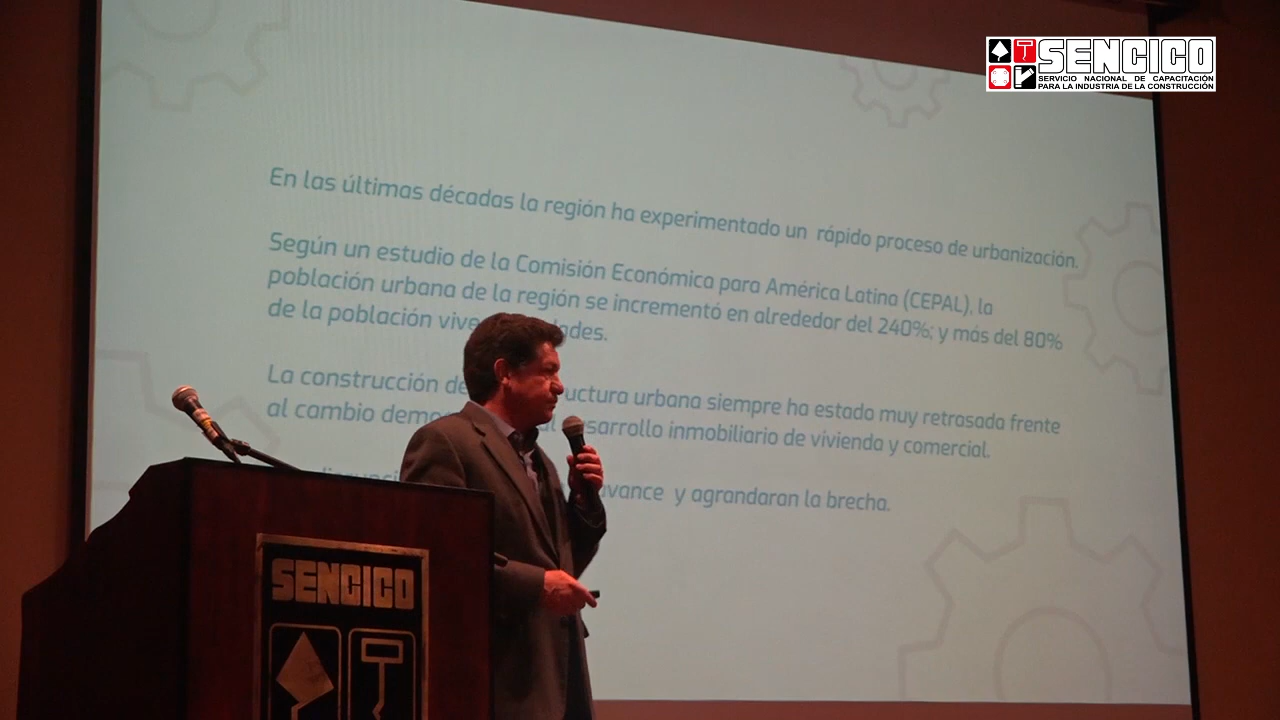 SENCICO
SERVICIO NACIONAL DE CAPACITACIÓN
PARA LA INDUSTRIA DE LA CONSTRUCCIÓN
En las últimas décadas la región ha experimentado un rápido proceso de urbanización.
Según un estudio de la Comisión Económica para América Latina (CEPAL), la
población urbana de la región se incrementó en alrededor del 240%; y más del 80%
de la población
La construcción urbana siempre ha estado muy retrasada frente
al cambio al desarrollo inmobiliario de vivienda y comercial.
avance y agrandaran la brecha.
SENCICO